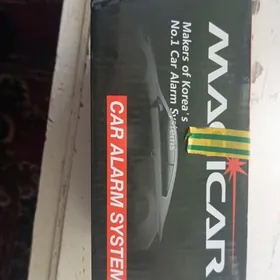 MAGICAR
Makers of Korea's
No.1 Car Alarm Systems
CAR ALARM SYSTEM